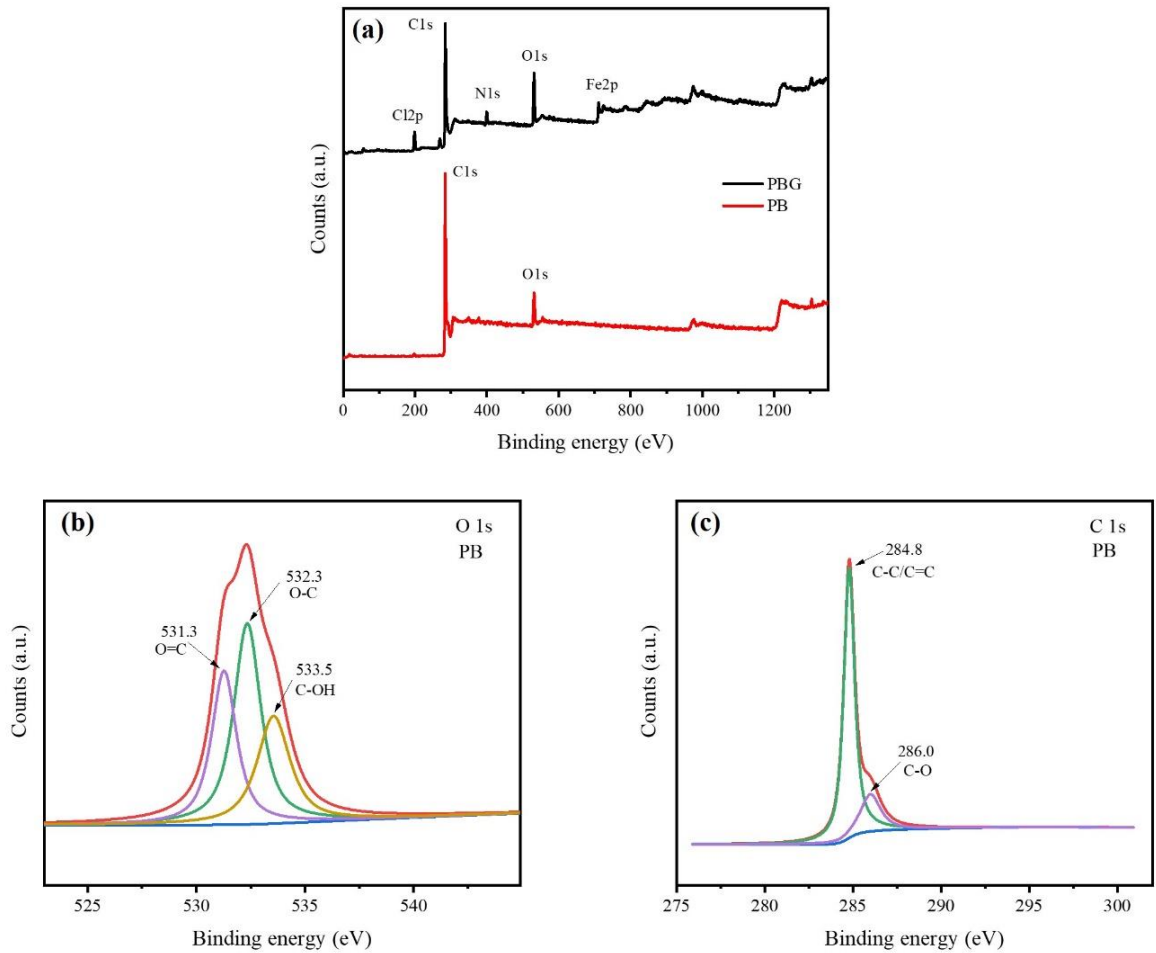 (a)
C1s
O1s
Fe2p
N1s
Cl2p
C1s
PBG
PB
O1s
Counts (a.u.)
0 200 400 600 800 1000 1200
Binding energy (eV)
(b)
O 1s
PB
532.3
O-C
531.3
O=C
533.5
C-OH
Counts (a.u.)
525 530 535 540
Binding energy (eV)
(c)
C 1s
PB
284.8
C-C/C=C
286.0
C-O
Counts (a.u.)
275 280 285 290 295 300
Binding energy (eV)